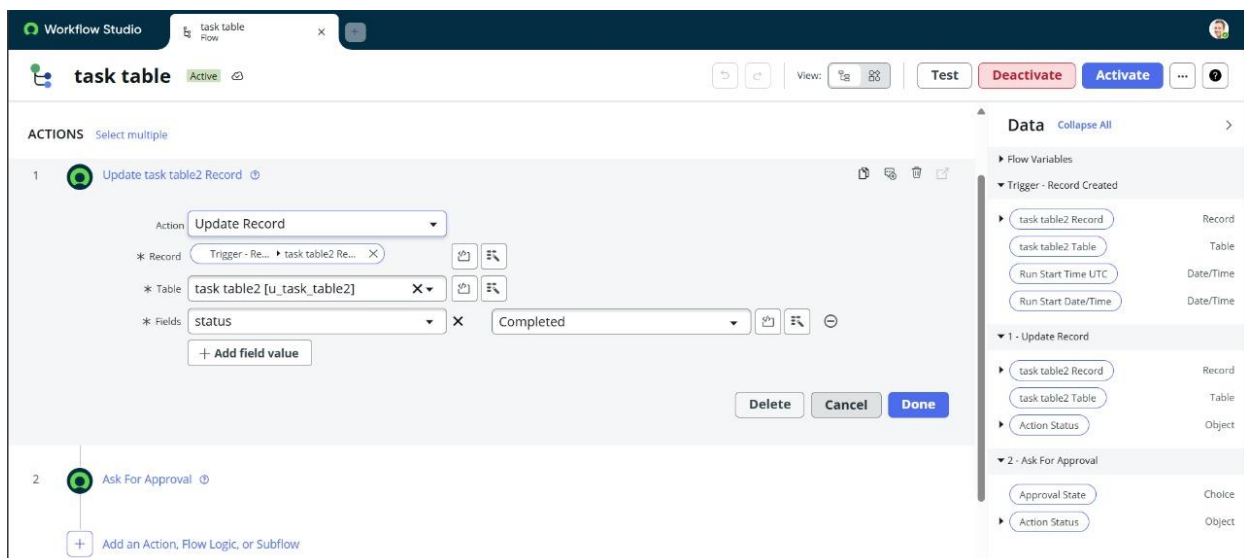 Workflow Studio
task table
Flow
task table Active
View:
Test
Deactivate
Activate
ACTIONS Select multiple
1 Update task table2 Record
Action Update Record
* Record Trigger - Re... ▸ task table2 Re...
* Table task table2 [u_task_table2]
* Fields status Completed
+ Add field value
Delete Cancel Done
2 Ask For Approval
+ Add an Action, Flow Logic, or Subflow
Data Collapse All
Flow Variables
Trigger - Record Created
task table2 Record Record
task table2 Table Table
Run Start Time UTC Date/Time
Run Start Date/Time Date/Time
1 - Update Record
task table2 Record Record
task table2 Table Table
Action Status Object
2 - Ask For Approval
Approval State Choice
Action Status Object